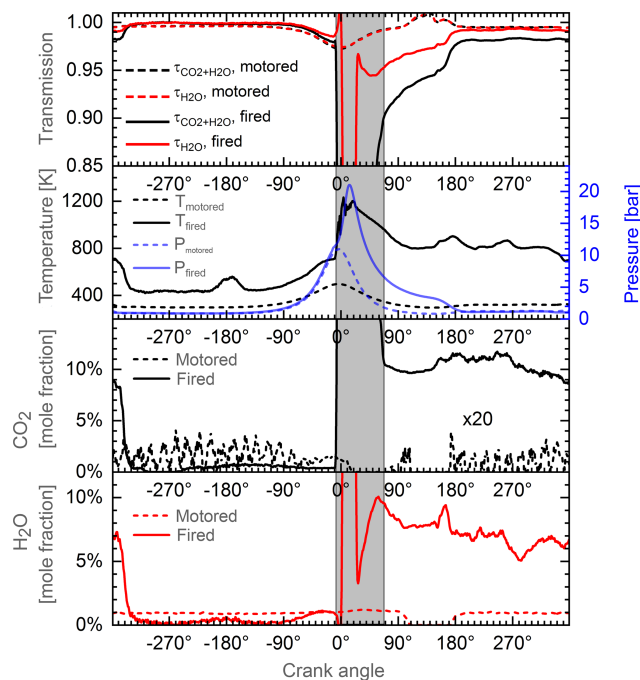 1.00
0.95
0.90
0.85
Transmission
τCO2+H2O, motored
τH2O, motored
τCO2+H2O, fired
τH2O, fired
-270° -180° -90° 0° 90° 180° 270°
1200
800
400
Temperature [K]
Tmotored
Tfired
Pmotored
Pfired
20
15
10
5
0
Pressure [bar]
10%
5%
0%
CO2
[mole fraction]
Motored
Fired
x20
-270° -180° -90° 0° 90° 180° 270°
10%
5%
0%
H2O
[mole fraction]
Motored
Fired
-270° -180° -90° 0° 90° 180° 270°
-270° -180° -90° 0° 90° 180° 270°
Crank angle